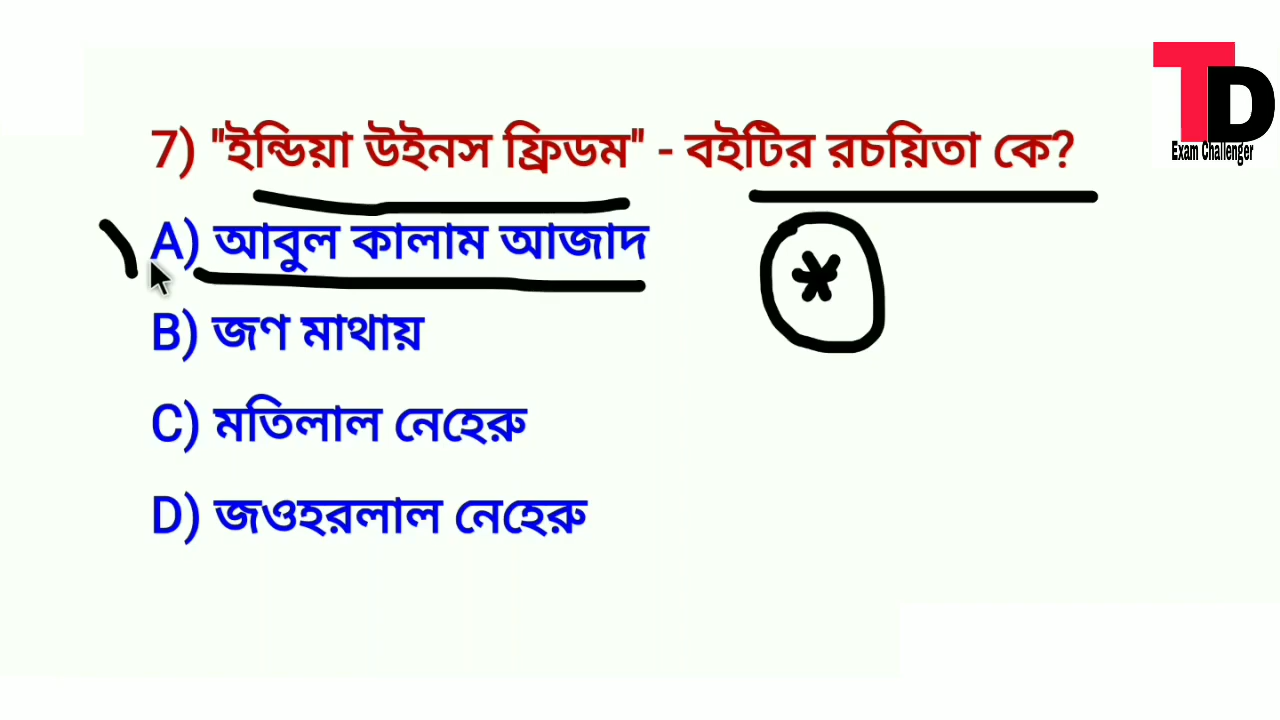 7) "ইন্ডিয়া উইনস ফ্রিডম" - বইটির রচয়িতা কে?
A) আবুল কালাম আজাদ
B) জণ মাথায়
C) মতিলাল নেহেরু
D) জওহরলাল নেহেরু
TD
Exam Challenger